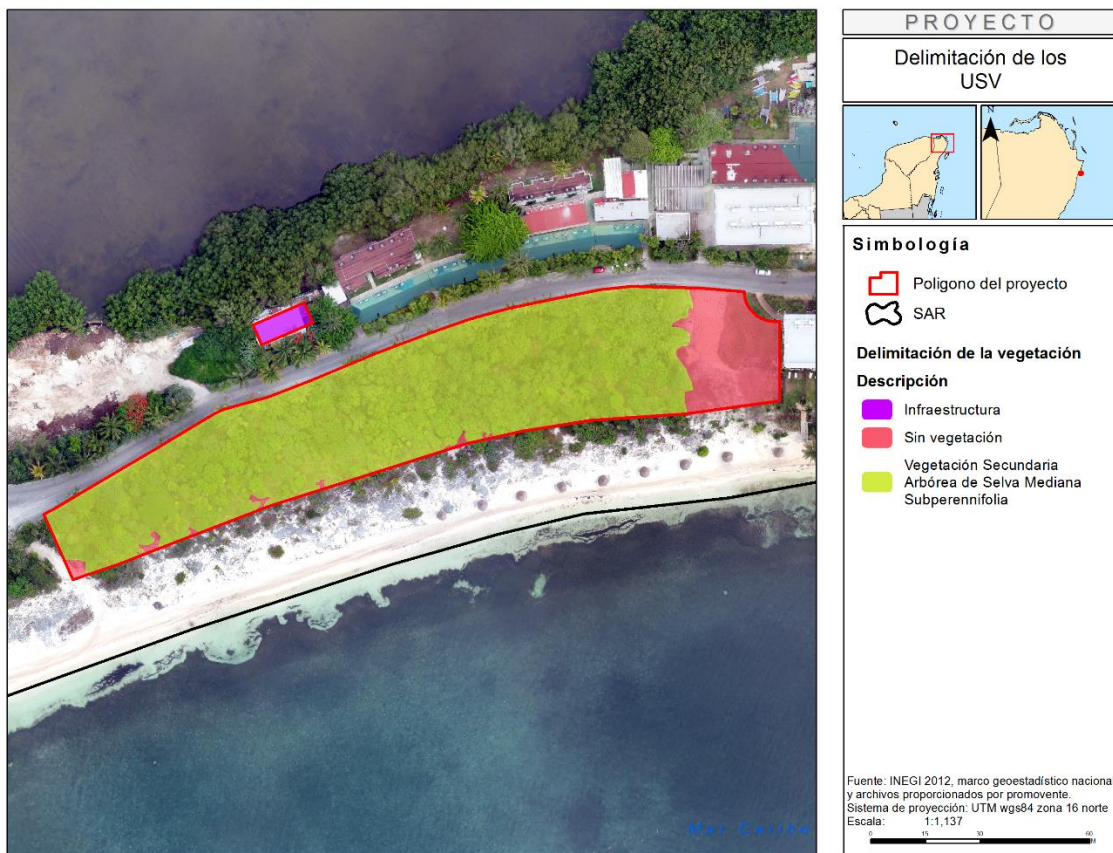 PROYECTO
Delimitación de los
USV
N
Simbología
Poligono del proyecto
SAR
Delimitación de la vegetación
Descripción
Infraestructura
Sin vegetación
Vegetación Secundaria
Arbórea de Selva Mediana
Subperennifolia
Fuente: INEGI 2012, marco geoestadístico nacional
y archivos proporcionados por promovente.
Sistema de proyección: UTM wgs84 zona 16 norte
Escala: 1:1,137
0 15 30 60
M
Mar Caribe